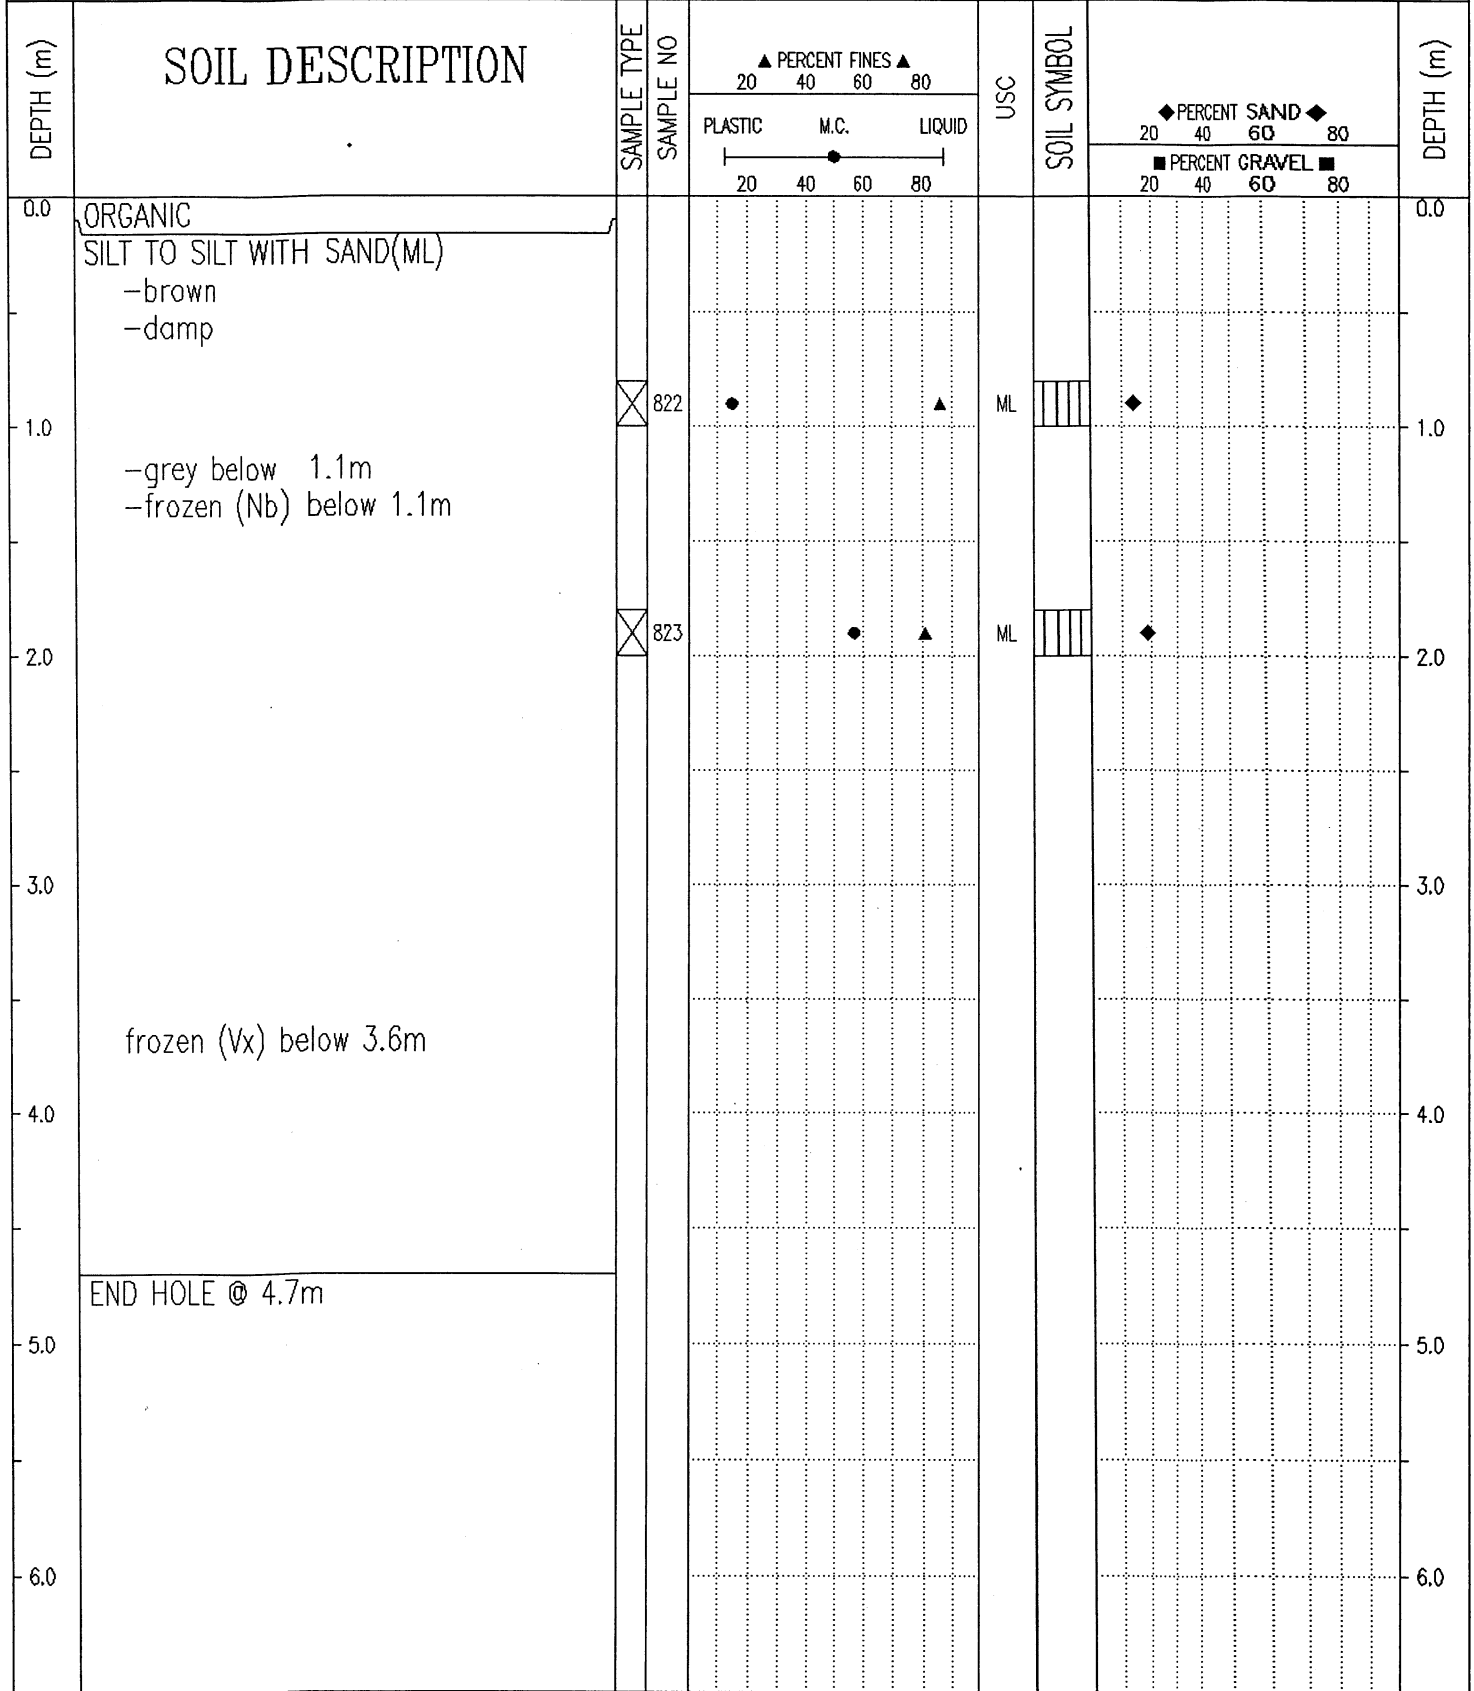 DEPTH (m)
SOIL DESCRIPTION
SAMPLE TYPE
SAMPLE NO
▲ PERCENT FINES ▲
20 40 60 80
PLASTIC M.C. LIQUID
20 40 60 80
USC
SOIL SYMBOL
◆ PERCENT SAND ◆
20 40 60 80
■ PERCENT GRAVEL ■
20 40 60 80
DEPTH (m)
0.0 ORGANIC 0.0
SILT TO SILT WITH SAND(ML)
-brown
-damp
822 ML
1.0 1.0
-grey below 1.1m
-frozen (Nb) below 1.1m
823 ML
2.0 2.0
3.0 3.0
frozen (Vx) below 3.6m
4.0 4.0
END HOLE @ 4.7m
5.0 5.0
6.0 6.0